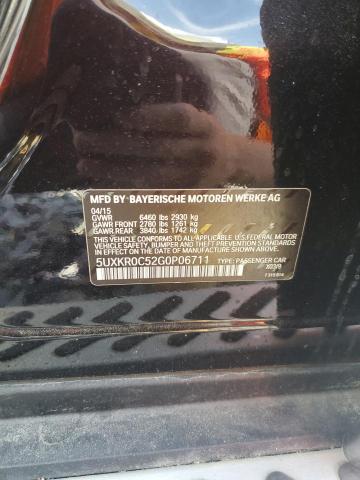 MFD BY BAYERISCHE MOTOREN WERKE AG
04/15
GVWR 6460 lbs 2930 kg
GAWR FRONT 2780 lbs 1261 kg
GAWR REAR 3840 lbs 1742 kg
THIS VEHICLE CONFORMS TO ALL APPLICABLE U.S. FEDERAL MOTOR
VEHICLE SAFETY, BUMPER, AND THEFT PREVENTION STANDARDS IN
EFFECT ON THE DATE OF MANUFACTURE SHOWN ABOVE.
5UXKR0C52G0P06711 TYPE: PASSENGER CAR